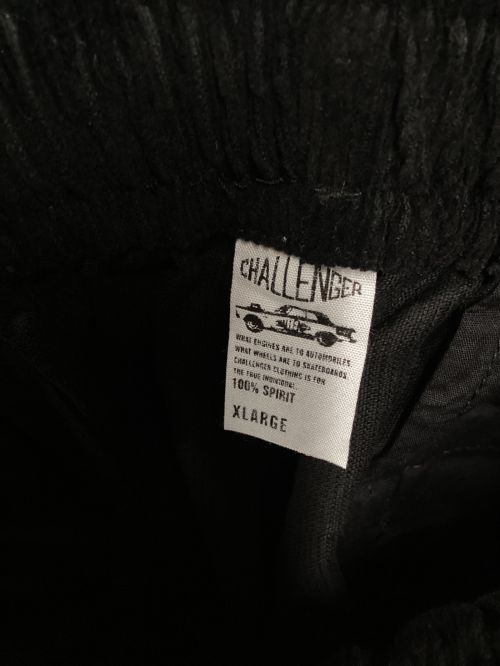 CHALLENGER
WHAT ENGINES ARE TO AUTOMOBILES,
WHAT WHEELS ARE TO SKATEBOARDS.
CHALLENGER CLOTHING IS FOR
THE TRUE INDIVIDUAL.
100% SPIRIT
XLARGE